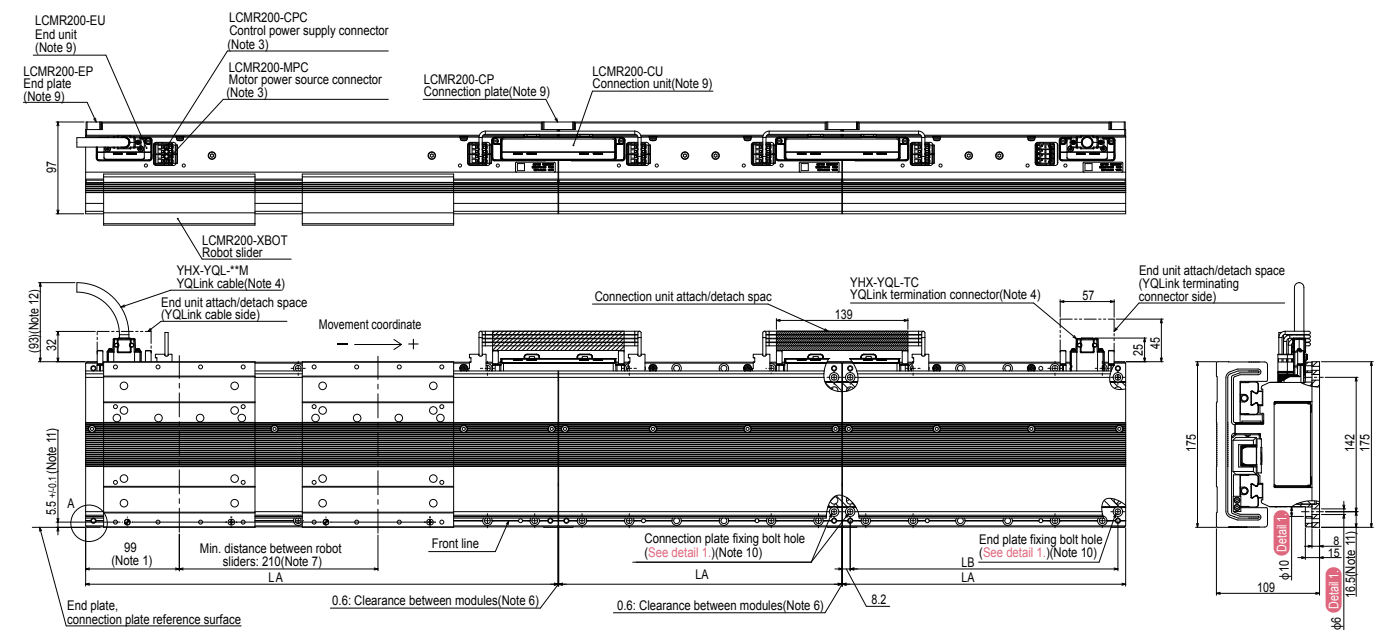 LCMR200-EU
End unit
(Note 9)
LCMR200-CPC
Control power supply connector
(Note 3)
LCMR200-EP
End plate
(Note 9)
LCMR200-MPC
Motor power source connector
(Note 3)
LCMR200-CP
Connection plate(Note 9)
LCMR200-CU
Connection unit(Note 9)
97
LCMR200-XBOT
Robot slider
YHX-YQL-**M
YQLink cable(Note 4)
End unit attach/detach space
(YQLink cable side)
(93)(Note 12)
32
Movement coordinate
− +
Connection unit attach/detach spac
139
YHX-YQL-TC
YQLink termination connector(Note 4)
57
End unit attach/detach space
(YQLink terminating
connector side)
25
45
5.5 +/-0.1 (Note 11)
A
99
(Note 1)
Min. distance between robot
sliders: 210(Note 7)
LA
Front line
Connection plate fixing bolt hole
(See detail 1.)(Note 10)
End plate fixing bolt hole
(See detail 1.)(Note 10)
LA
LB
LA
0.6: Clearance between modules(Note 6)
0.6: Clearance between modules(Note 6)
8.2
End plate,
connection plate reference surface
175
142
175
109
8
15
φ10 Detail 1.
φ6 Detail 1.
16.5(Note 11)